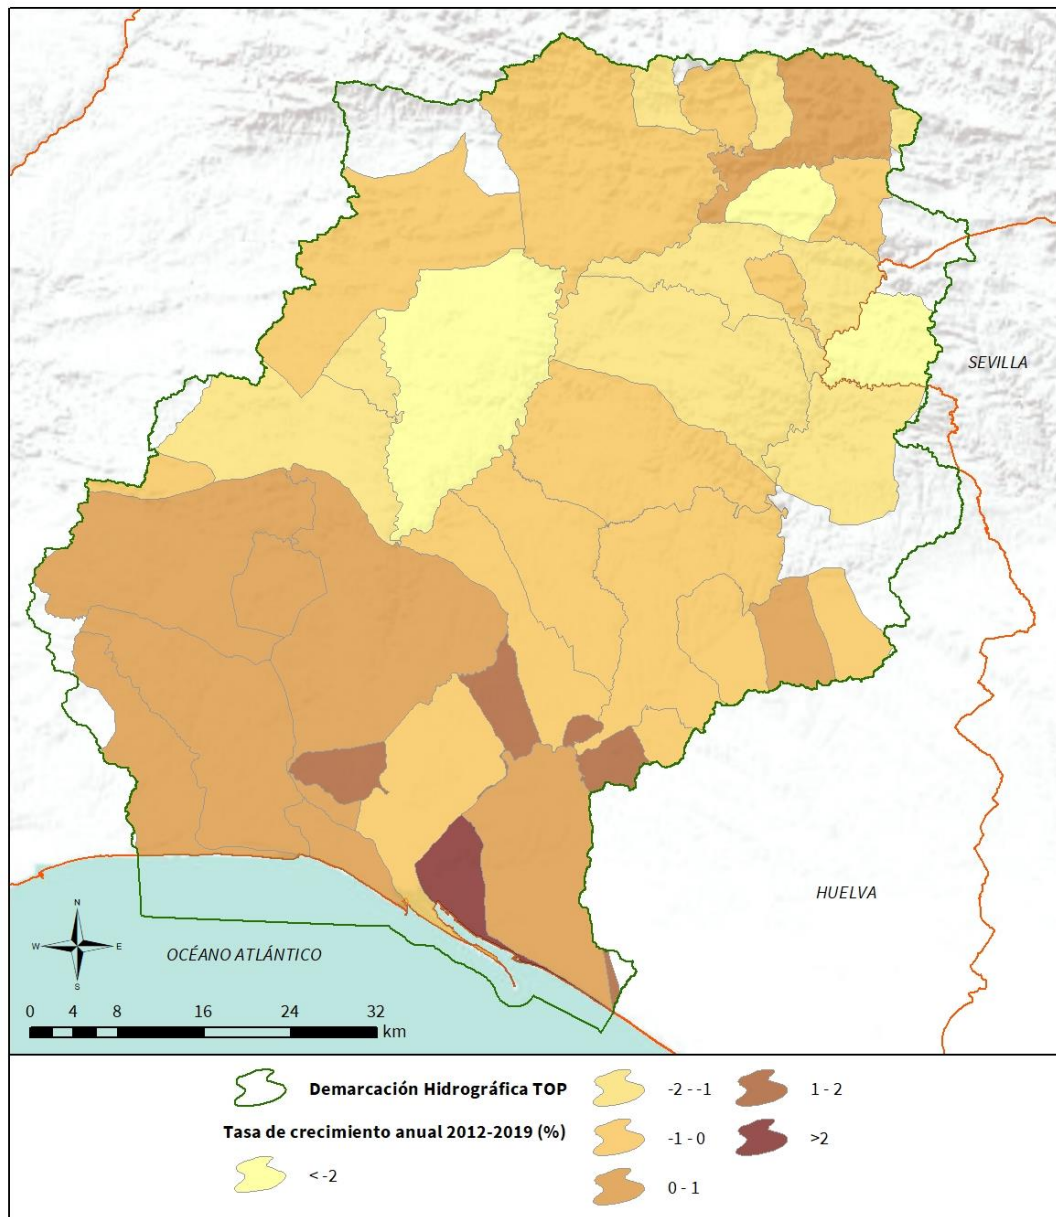 SEVILLA
HUELVA
OCÉANO ATLÁNTICO
N
W E
S
0 4 8 16 24 32
km
Demarcación Hidrográfica TOP
Tasa de crecimiento anual 2012-2019 (%)
< -2
-2 --1
-1 - 0
0 - 1
1 - 2
>2